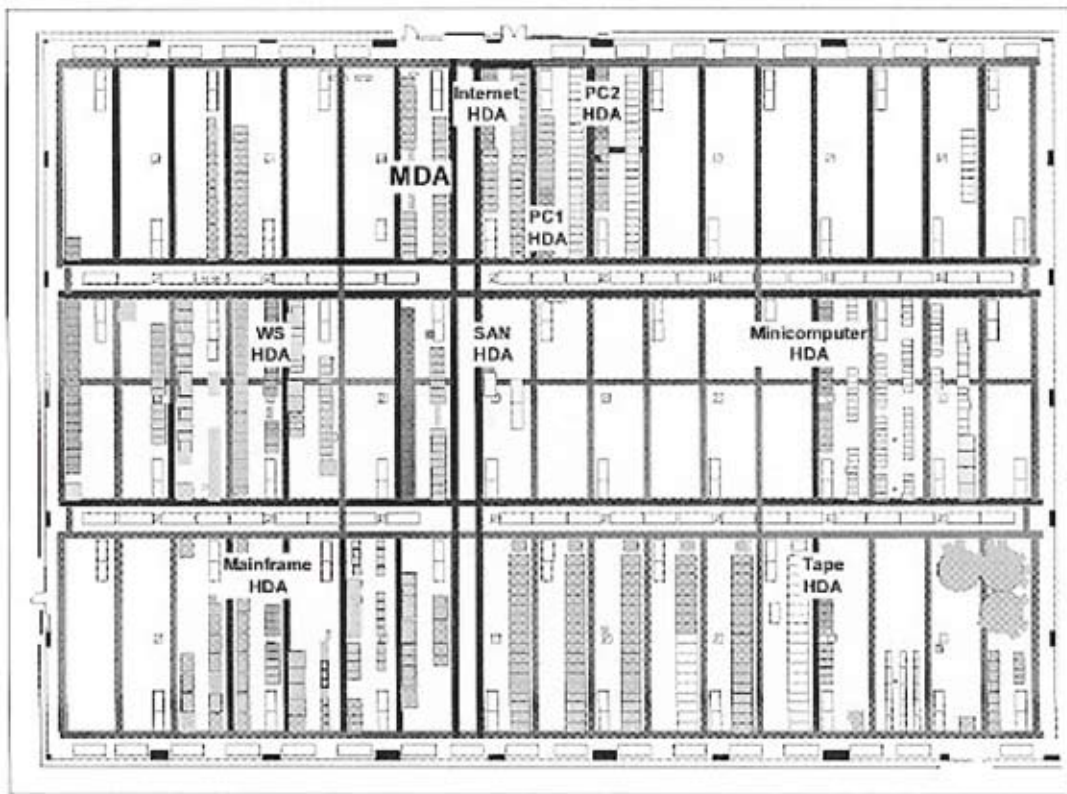 Internet
HDA
PC2
HDA
MDA
PC1
HDA
WS
HDA
SAN
HDA
Minicomputer
HDA
Mainframe
HDA
Tape
HDA